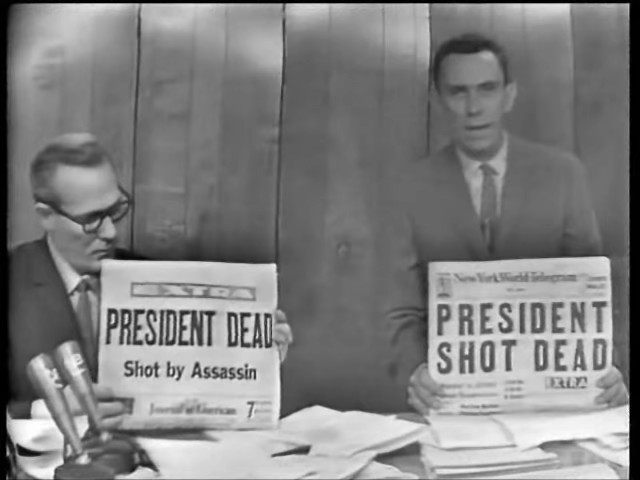 EXTRA
PRESIDENT DEAD
Shot by Assassin
Journal American 7
New York World-Telegram
PRESIDENT
SHOT DEAD
EXTRA